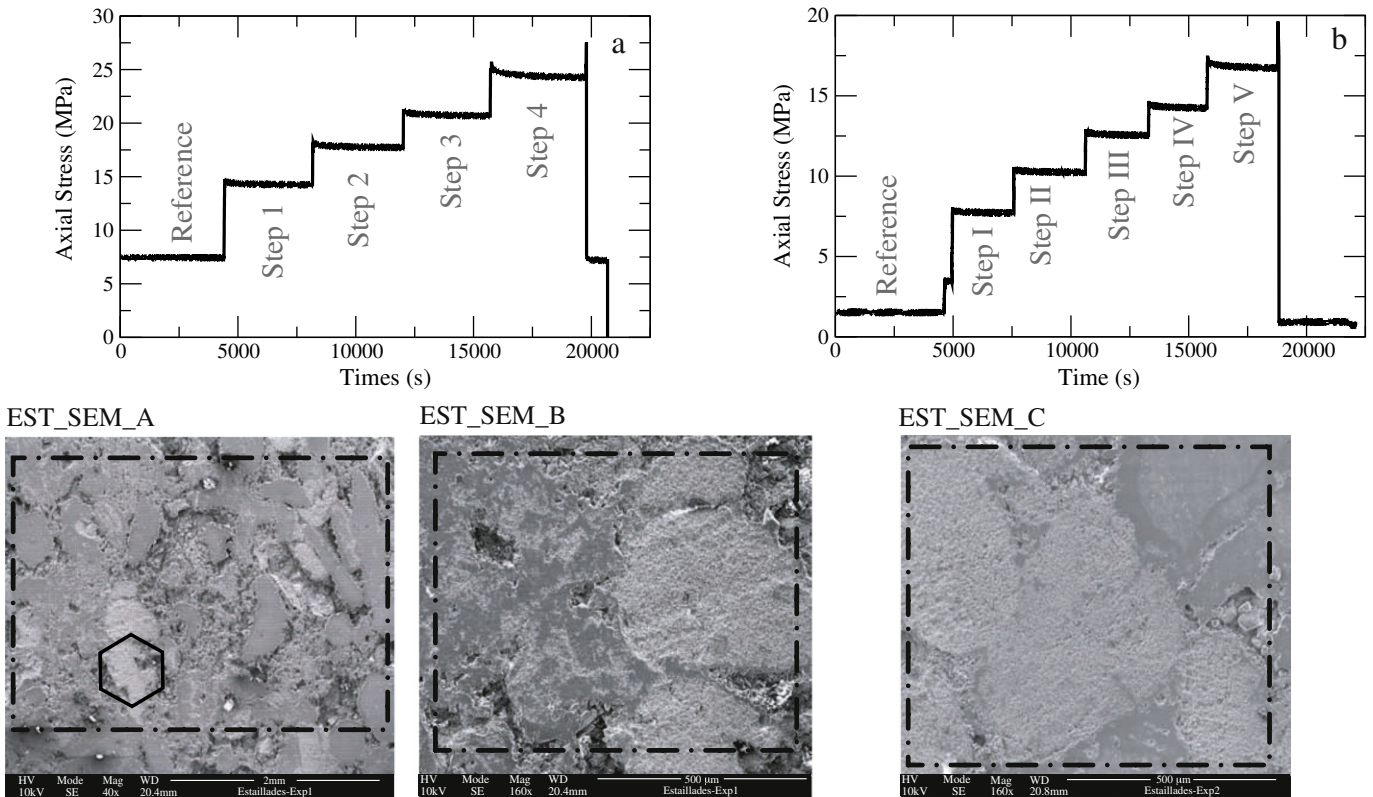 30
25
20
15
10
5
0
Axial Stress (MPa)
a
Reference
Step 1
Step 2
Step 3
Step 4
0 5000 10000 15000 20000
Times (s)
20
15
10
5
0
Axial Stress (MPa)
b
Reference
Step I
Step II
Step III
Step IV
Step V
0 5000 10000 15000 20000
Time (s)
EST_SEM_A
EST_SEM_B
EST_SEM_C
HV Mode Mag WD 2mm
10kV SE 40x 20.4mm Estaillades-Exp1
HV Mode Mag WD 500 µm
10kV SE 160x 20.4mm Estaillades-Exp1
HV Mode Mag WD 500 µm
10kV SE 160x 20.8mm Estaillades-Exp2